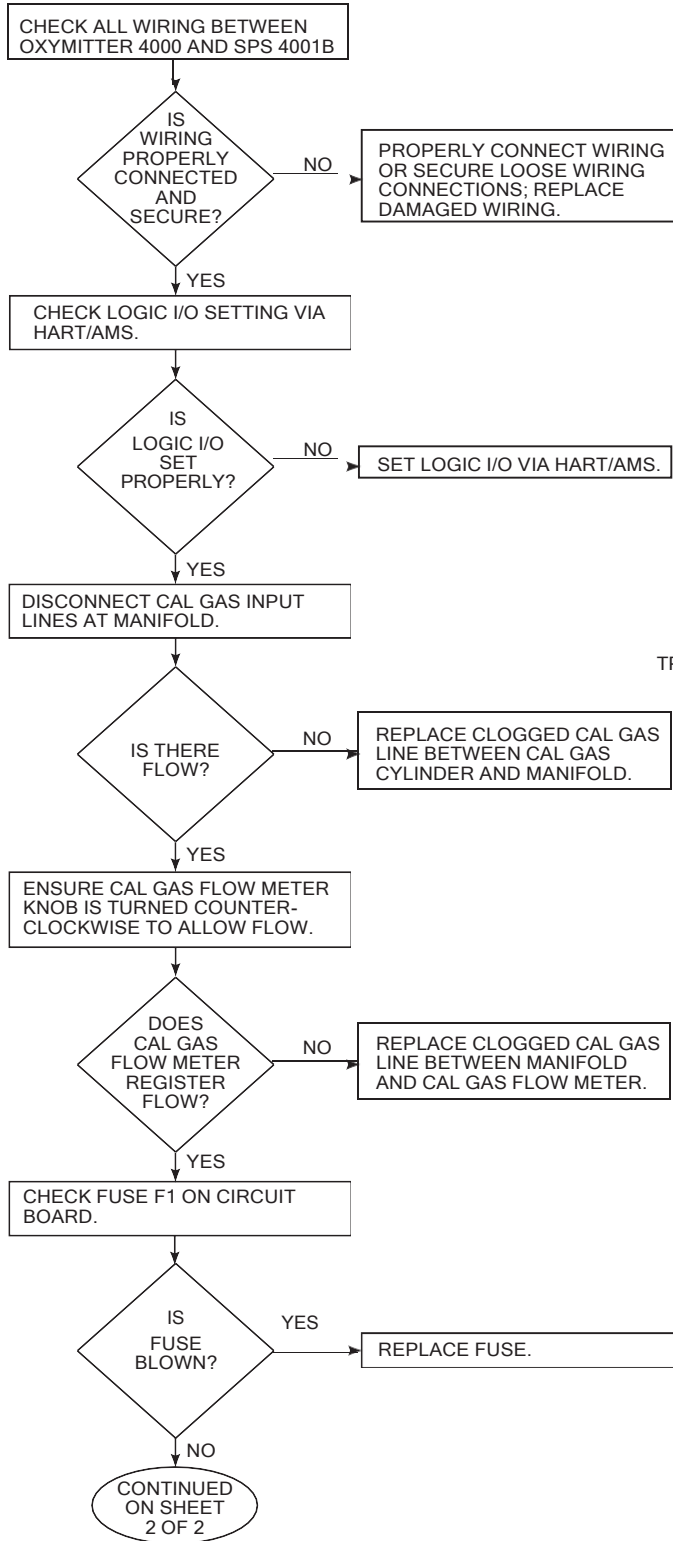 CHECK ALL WIRING BETWEEN
OXYMITTER 4000 AND SPS 4001B
IS
WIRING
PROPERLY
CONNECTED
AND
SECURE?
NO
PROPERLY CONNECT WIRING
OR SECURE LOOSE WIRING
CONNECTIONS; REPLACE
DAMAGED WIRING.
YES
CHECK LOGIC I/O SETTING VIA
HART/AMS.
IS
LOGIC I/O
SET
PROPERLY?
NO
SET LOGIC I/O VIA HART/AMS.
YES
DISCONNECT CAL GAS INPUT
LINES AT MANIFOLD.
IS THERE
FLOW?
NO
REPLACE CLOGGED CAL GAS
LINE BETWEEN CAL GAS
CYLINDER AND MANIFOLD.
YES
ENSURE CAL GAS FLOW METER
KNOB IS TURNED COUNTER-
CLOCKWISE TO ALLOW FLOW.
DOES
CAL GAS
FLOW METER
REGISTER
FLOW?
NO
REPLACE CLOGGED CAL GAS
LINE BETWEEN MANIFOLD
AND CAL GAS FLOW METER.
YES
CHECK FUSE F1 ON CIRCUIT
BOARD.
IS
FUSE
BLOWN?
YES
REPLACE FUSE.
NO
CONTINUED
ON SHEET
2 OF 2